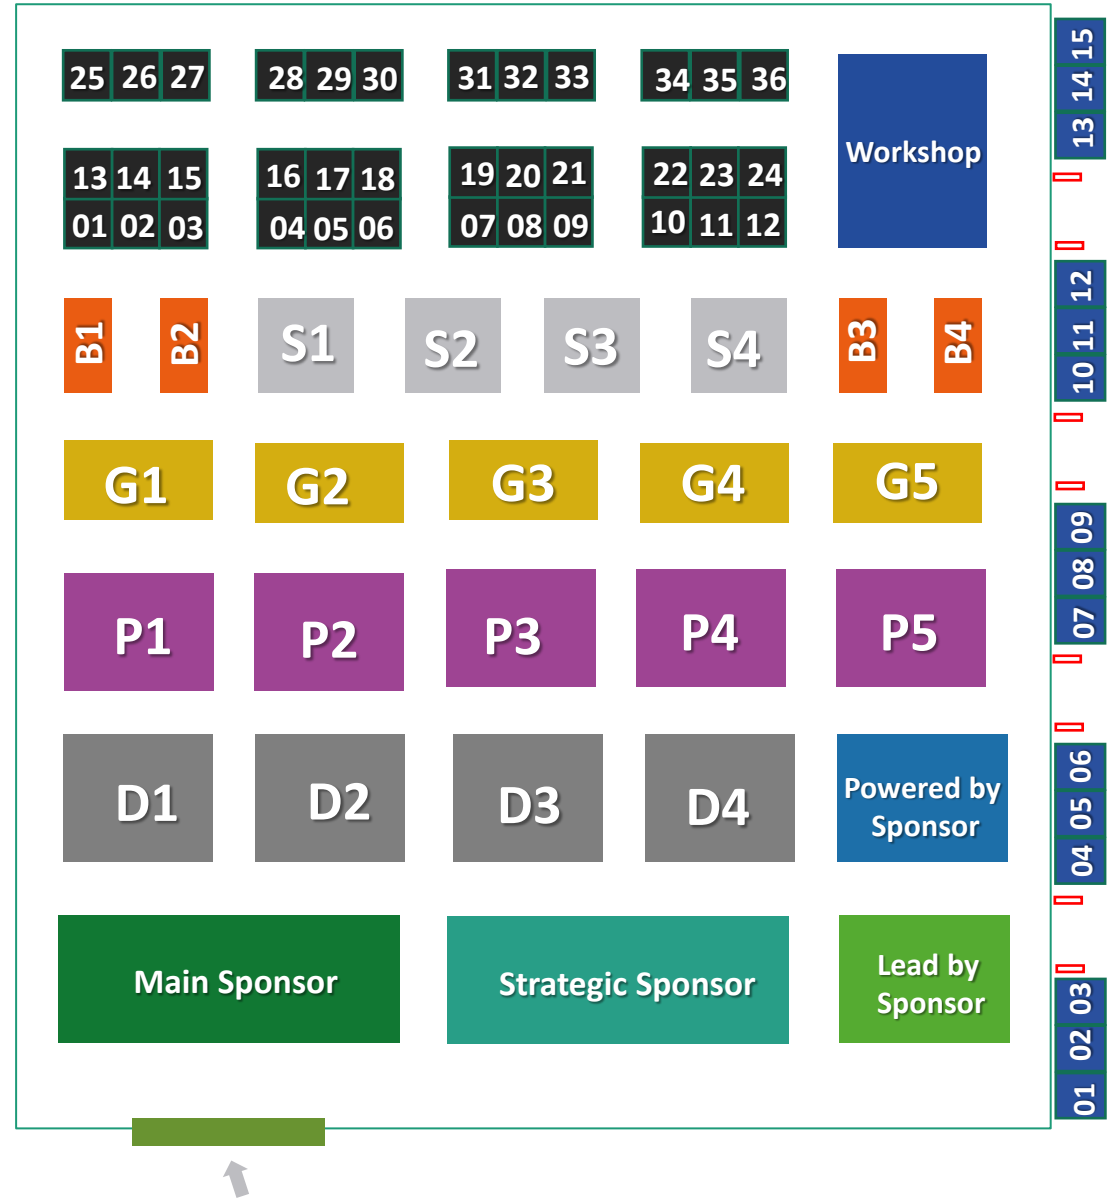 25 26 27 28 29 30 31 32 33 34 35 36
Workshop
13 14 15 16 17 18 19 20 21 22 23 24
01 02 03 04 05 06 07 08 09 10 11 12
B1 B2 S1 S2 S3 S4 B3 B4
G1 G2 G3 G4 G5
P1 P2 P3 P4 P5
D1 D2 D3 D4
Powered by
Sponsor
Main Sponsor
Strategic Sponsor
Lead by
Sponsor
15
14
13
12
11
10
09
08
07
06
05
04
03
02
01